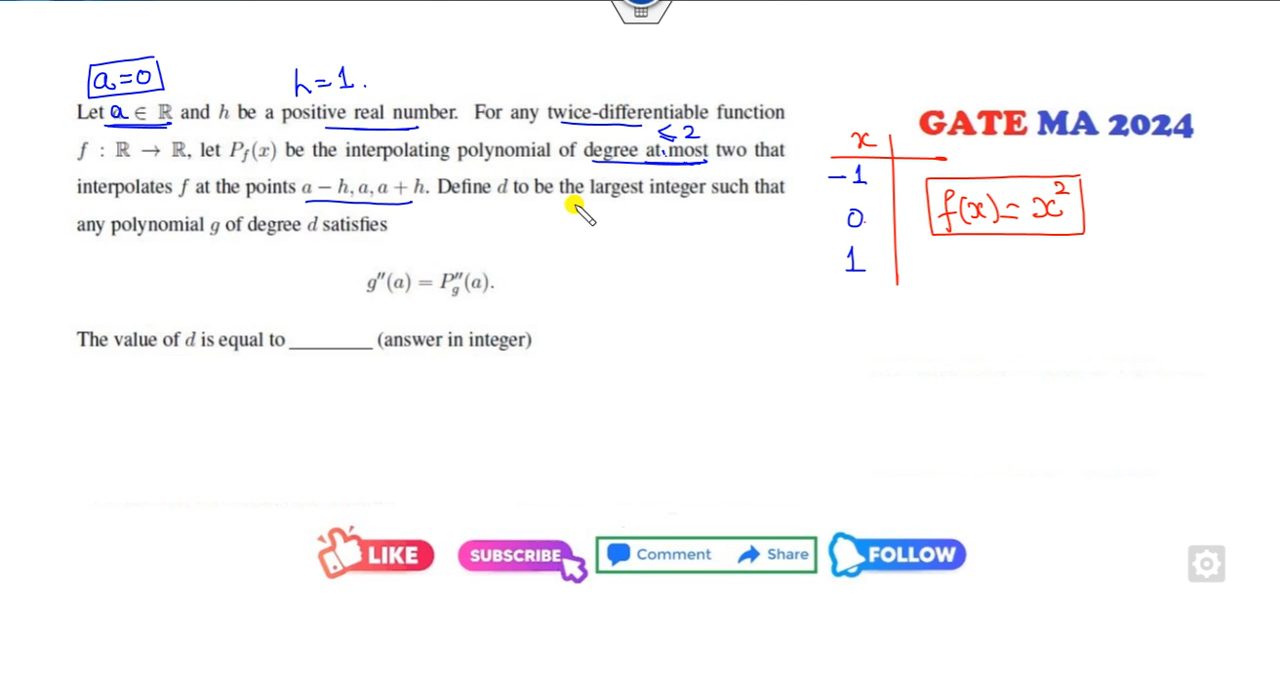 a=0
h=1.
Let a ∈ ℝ and h be a positive real number. For any twice-differentiable function
≤ 2
f : ℝ → ℝ, let P_f(x) be the interpolating polynomial of degree at most two that
interpolates f at the points a − h, a, a + h. Define d to be the largest integer such that
any polynomial g of degree d satisfies
g″(a) = P″_g(a).
The value of d is equal to ________ (answer in integer)
GATE MA 2024
x
-1
0
1
f(x)= x²
LIKE
SUBSCRIBE
Comment
Share
FOLLOW